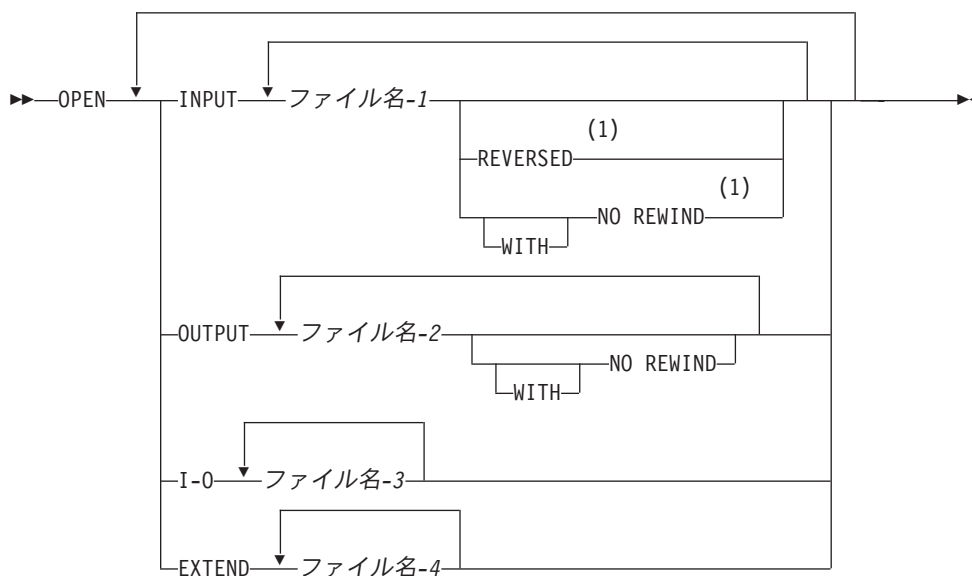 OPEN INPUT ファイル名-1
(1)
REVERSED
(1)
NO REWIND
WITH
OUTPUT ファイル名-2
NO REWIND
WITH
I-O ファイル名-3
EXTEND ファイル名-4